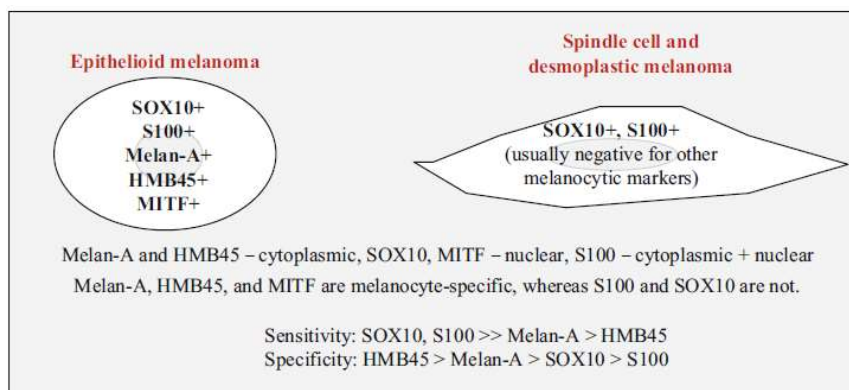 Epithelioid melanoma
SOX10+
S100+
Melan-A+
HMB45+
MITF+
Spindle cell and
desmoplastic melanoma
SOX10+, S100+
(usually negative for other
melanocytic markers)
Melan-A and HMB45 – cytoplasmic, SOX10, MITF – nuclear, S100 – cytoplasmic + nuclear
Melan-A, HMB45, and MITF are melanocyte-specific, whereas S100 and SOX10 are not.
Sensitivity: SOX10, S100 >> Melan-A > HMB45
Specificity: HMB45 > Melan-A > SOX10 > S100